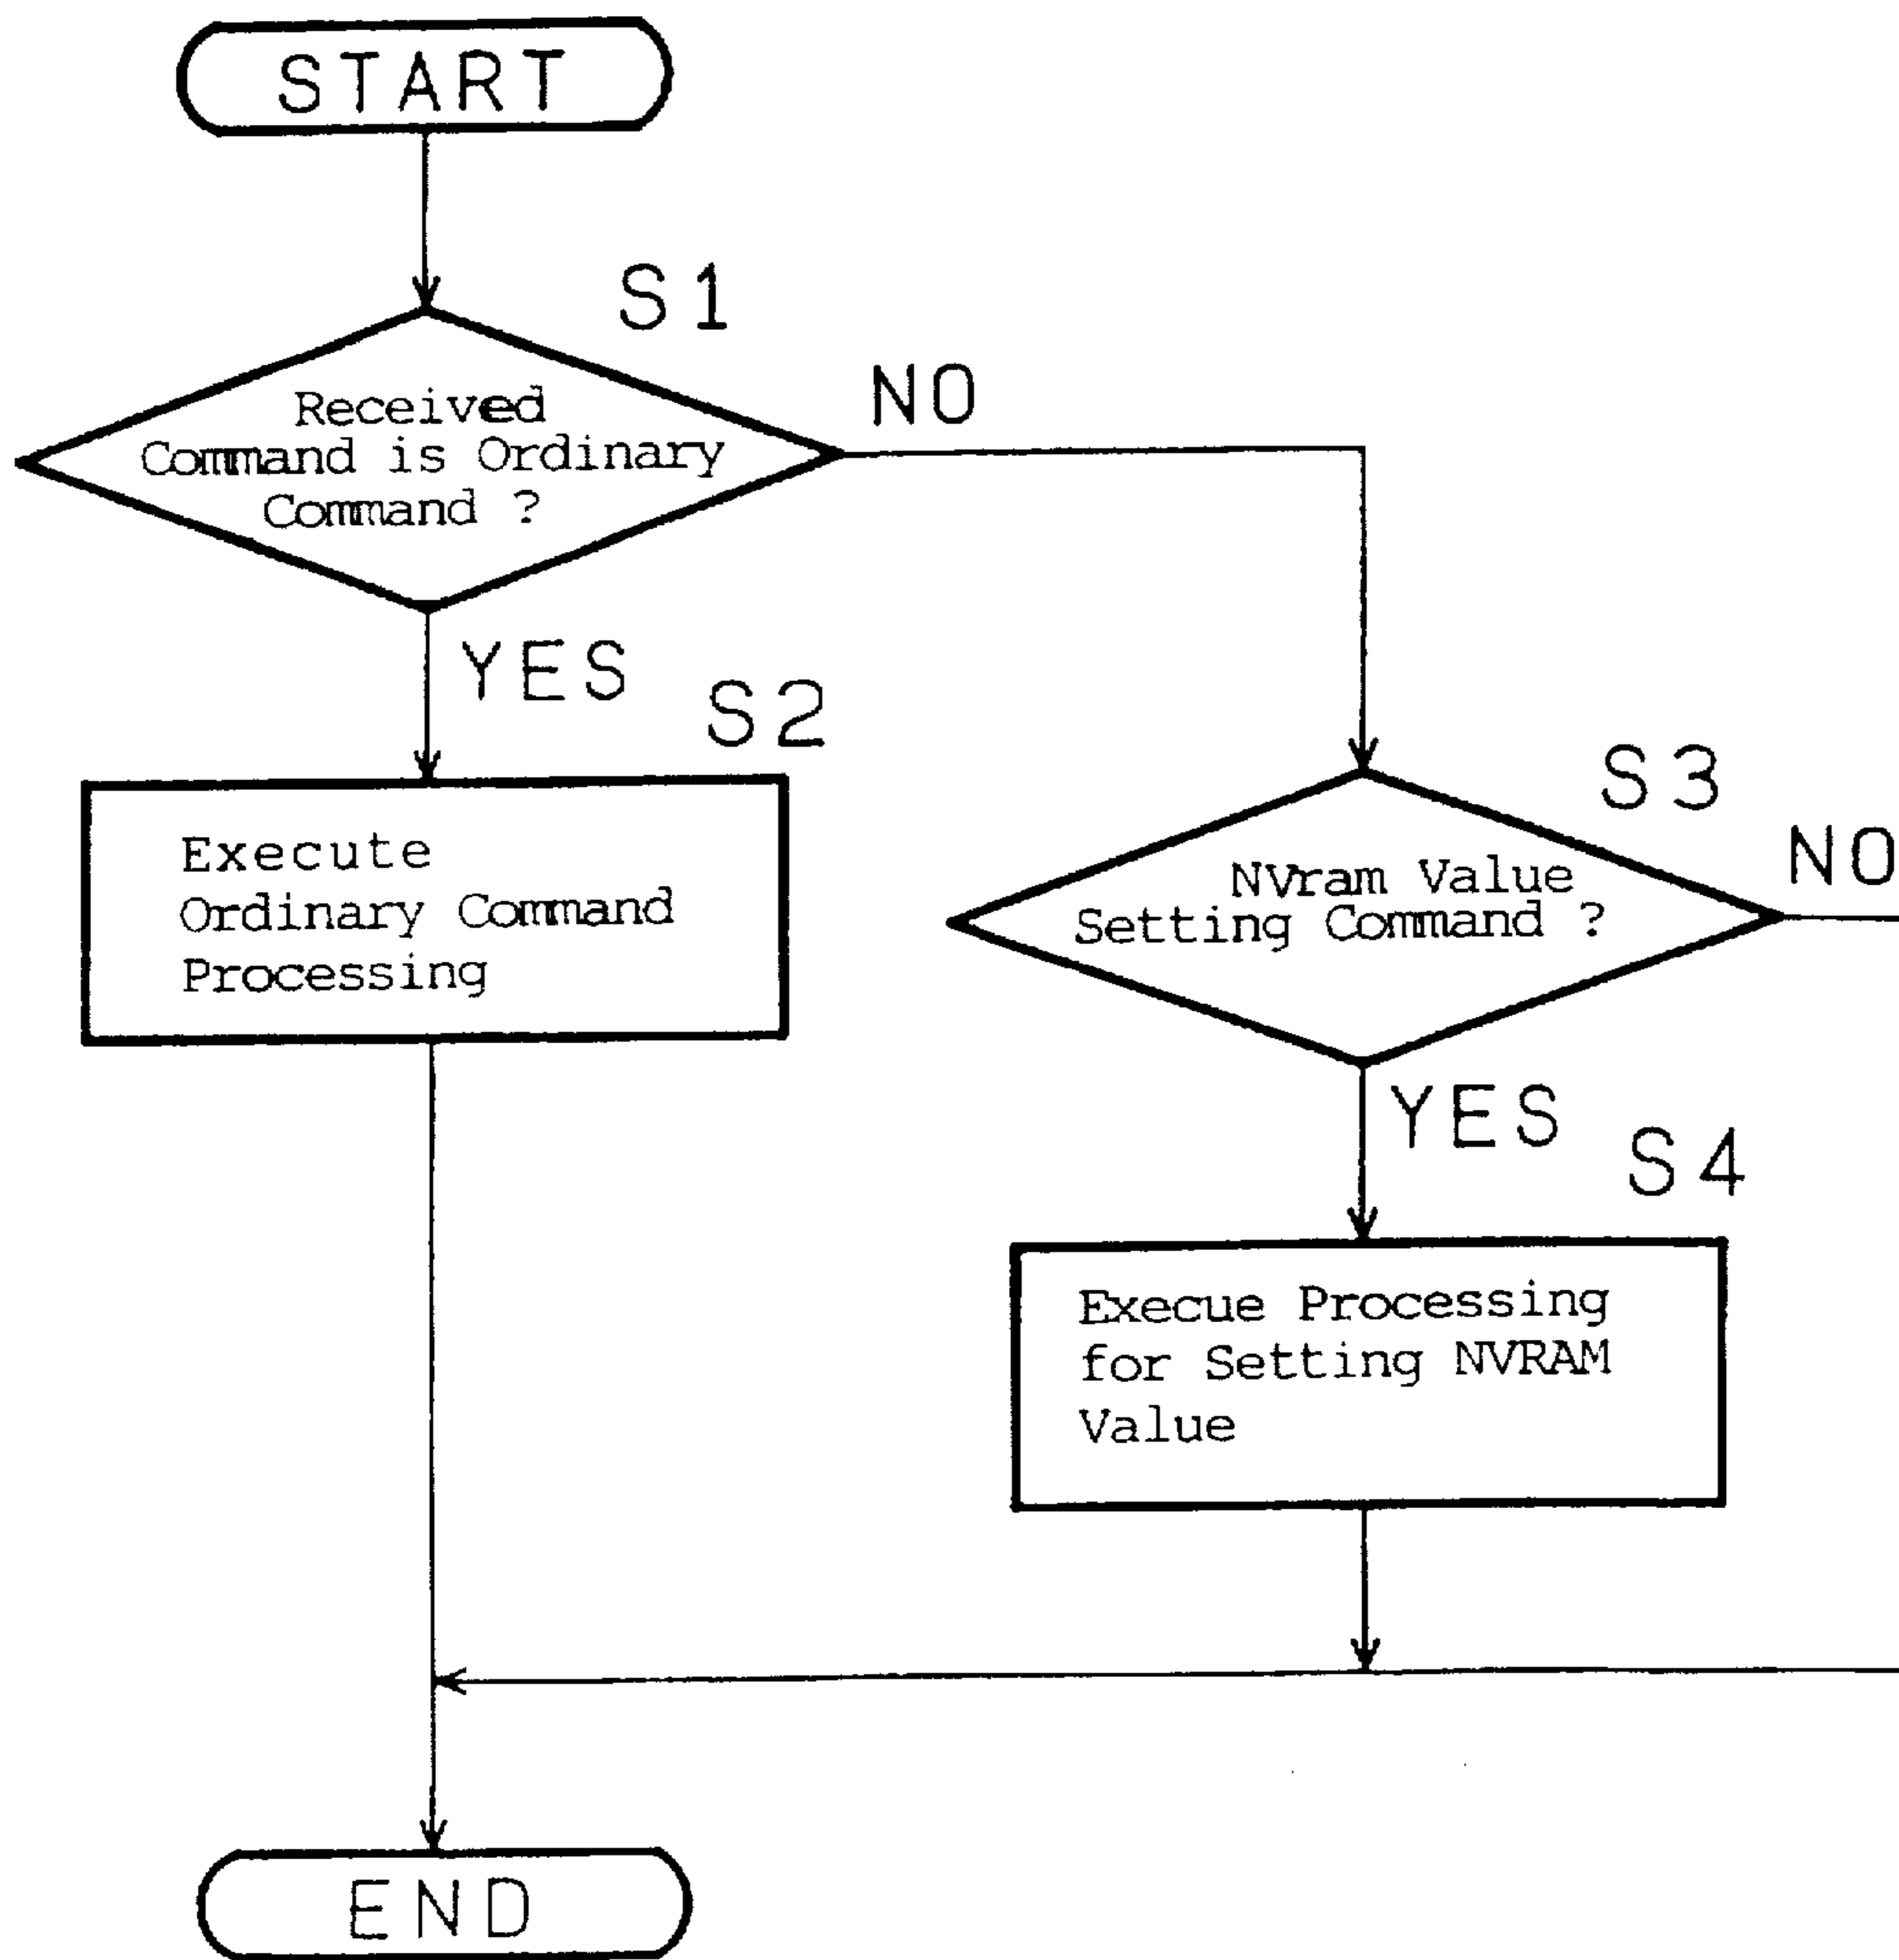 START
S1
Received
Command is Ordinary
Command ?
NO
YES
S2
Execute
Ordinary Command
Processing
S3
NVram Value
Setting Command ?
NO
YES
S4
Execue Processing
for Setting NVRAM
Value
END